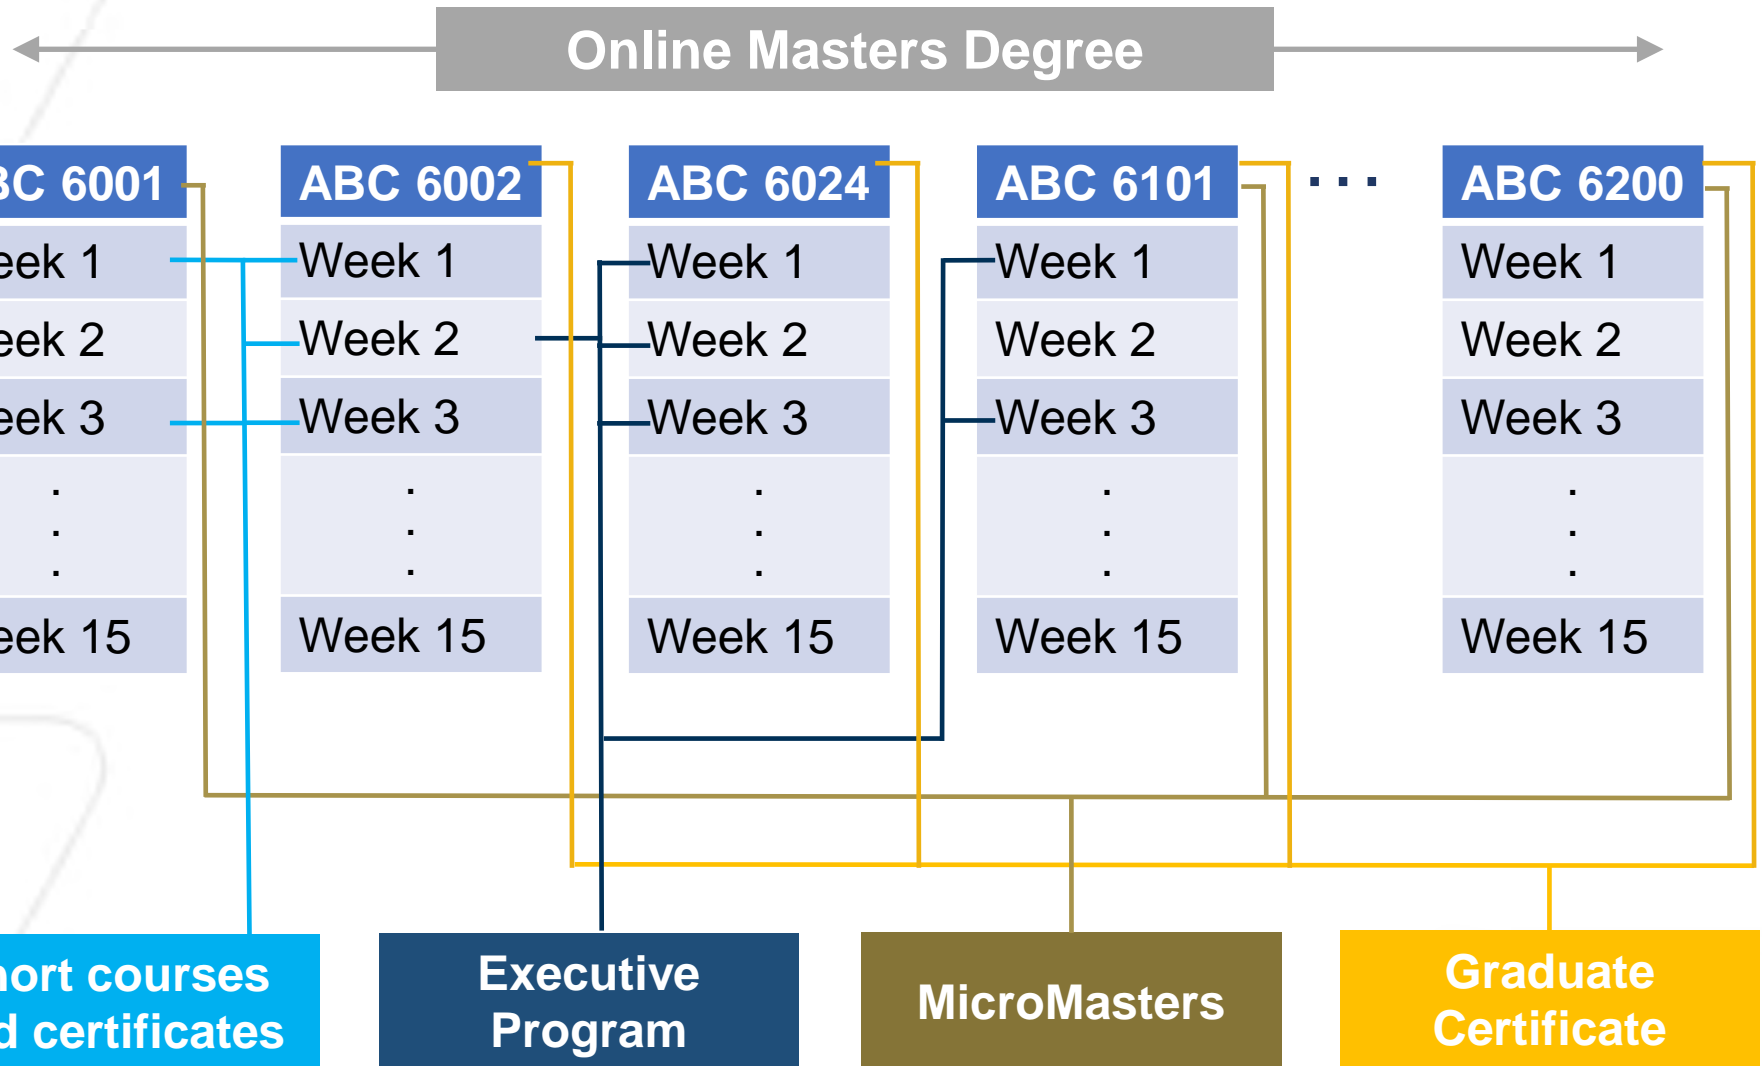 Online Masters Degree
BC 6001 ABC 6002 ABC 6024 ABC 6101 ... ABC 6200
eek 1 Week 1 Week 1 Week 1 Week 1
eek 2 Week 2 Week 2 Week 2 Week 2
eek 3 Week 3 Week 3 Week 3 Week 3
. . . . .
. . . . .
. . . . .
eek 15 Week 15 Week 15 Week 15 Week 15
hort courses
d certificates
Executive
Program
MicroMasters
Graduate
Certificate